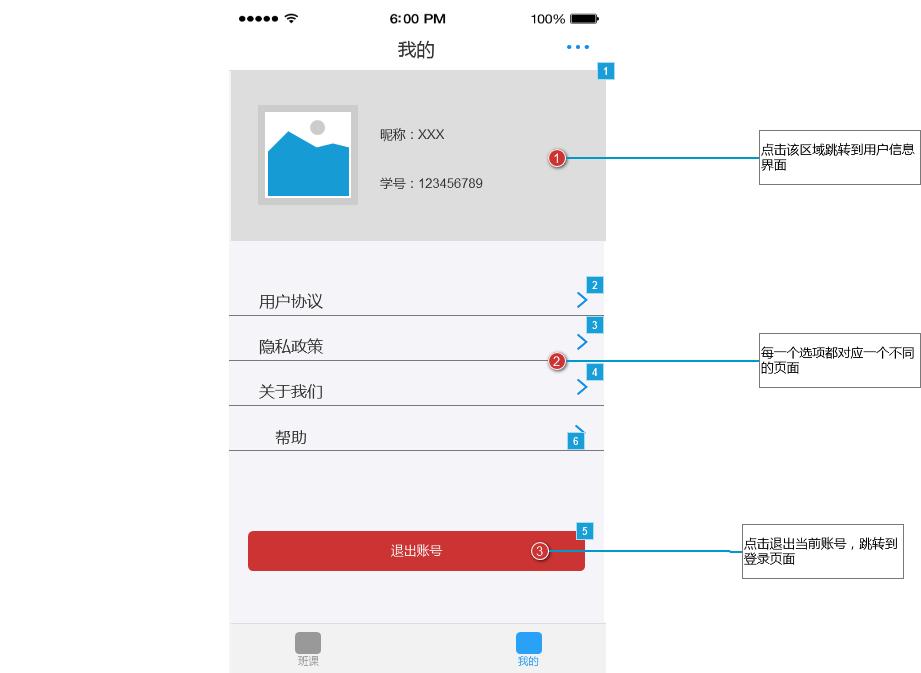 6:00 PM
100%
我的
1
昵称：XXX
1
点击该区域跳转到用户信息
界面
学号：123456789
2
用户协议
3
隐私政策
2
每一个选项都对应一个不同
的页面
4
关于我们
帮助
6
5
退出账号
3
点击退出当前账号，跳转到
登录页面
班课
我的